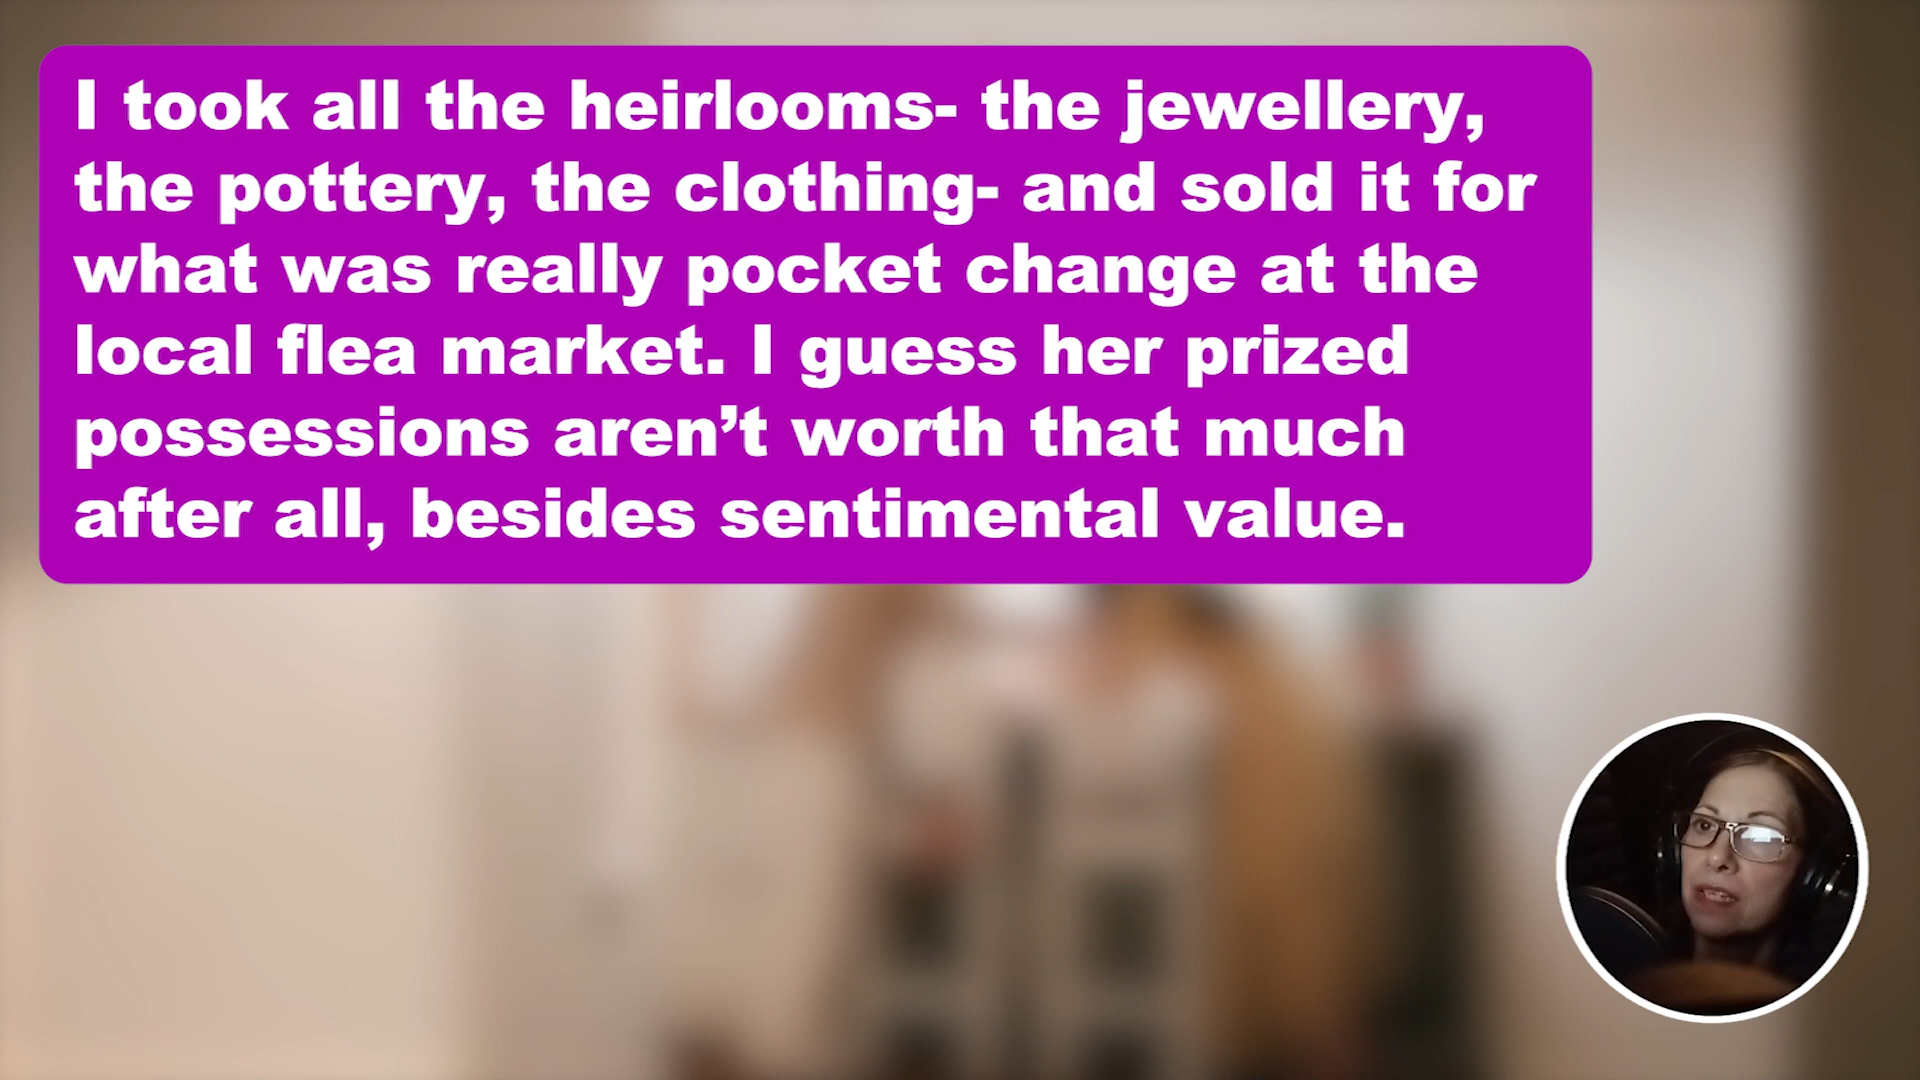 I took all the heirlooms- the jewellery,
the pottery, the clothing- and sold it for
what was really pocket change at the
local flea market. I guess her prized
possessions aren’t worth that much
after all, besides sentimental value.